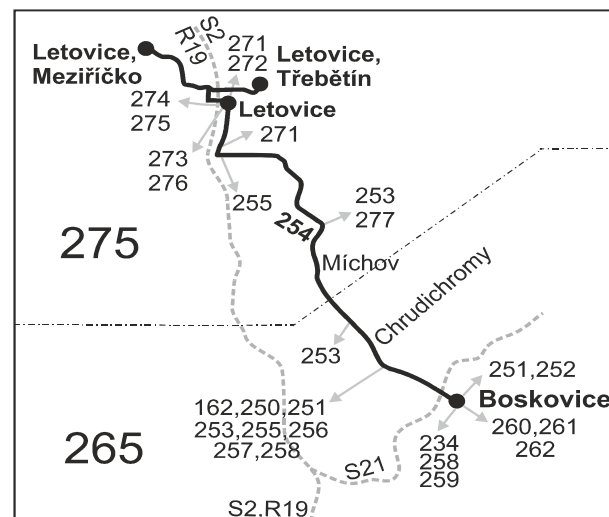 S2
R19
Letovice,
Meziříčko
271
272
Letovice,
Třebětín
274
275
Letovice
271
273
276
255
253
277
254
275
Míchov
Chrudichromy
253
251,252
Boskovice
162,250,251
253,255,256
257,258
260,261
262
234
258
259
265
S21
S2,R19